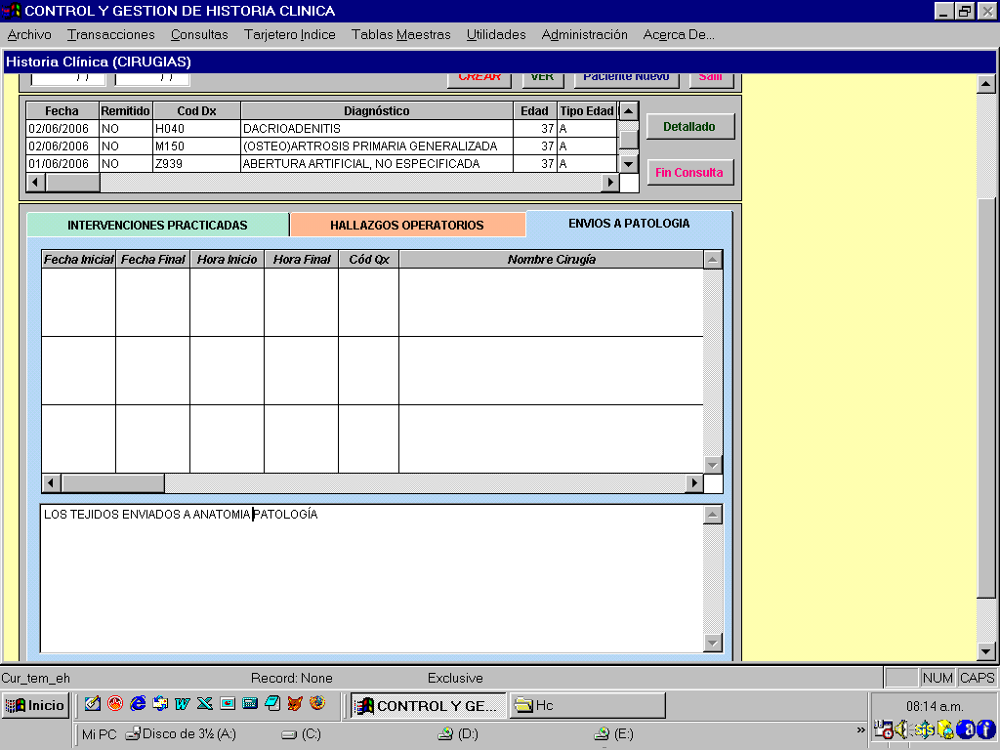 CONTROL Y GESTION DE HISTORIA CLINICA
Archivo Transacciones Consultas Tarjetero Indice Tablas Maestras Utilidades Administración Acerca De...
Historia Clínica (CIRUGIAS)
/ / / / CREAR VER Paciente Nuevo Salir
Fecha Remitido Cod Dx Diagnóstico Edad Tipo Edad
02/06/2006 NO H040 DACRIOADENITIS 37 A
02/06/2006 NO M150 (OSTEO)ARTROSIS PRIMARIA GENERALIZADA 37 A
01/06/2006 NO Z939 ABERTURA ARTIFICIAL, NO ESPECIFICADA 37 A
Detallado
Fin Consulta
INTERVENCIONES PRACTICADAS HALLAZGOS OPERATORIOS ENVIOS A PATOLOGIA
Fecha Inicial Fecha Final Hora Inicio Hora Final Cód Qx Nombre Cirugía
LOS TEJIDOS ENVIADOS A ANATOMIA PATOLOGÍA
Cur_tem_eh Record: None Exclusive NUM CAPS
Inicio CONTROL Y GE... Hc 08:14 a.m.
Mi PC Disco de 3½ (A:) (C:) (D:) (E:) » sis